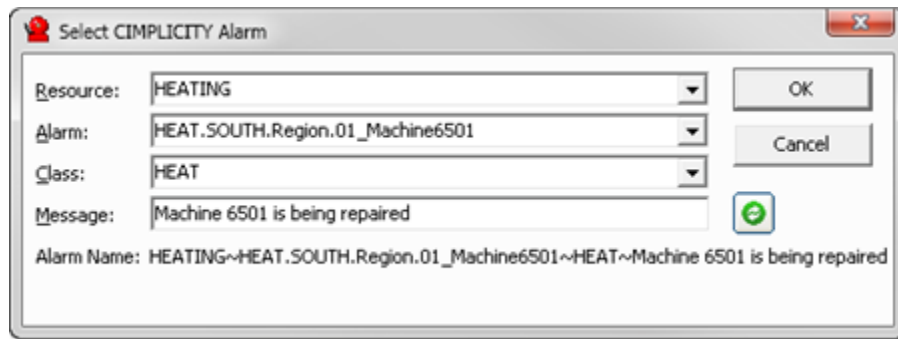 Select CIMPLICITY Alarm
Resource: HEATING OK
Alarm: HEAT.SOUTH.Region.01_Machine6501 Cancel
Class: HEAT
Message: Machine 6501 is being repaired
Alarm Name: HEATING~HEAT.SOUTH.Region.01_Machine6501~HEAT~Machine 6501 is being repaired